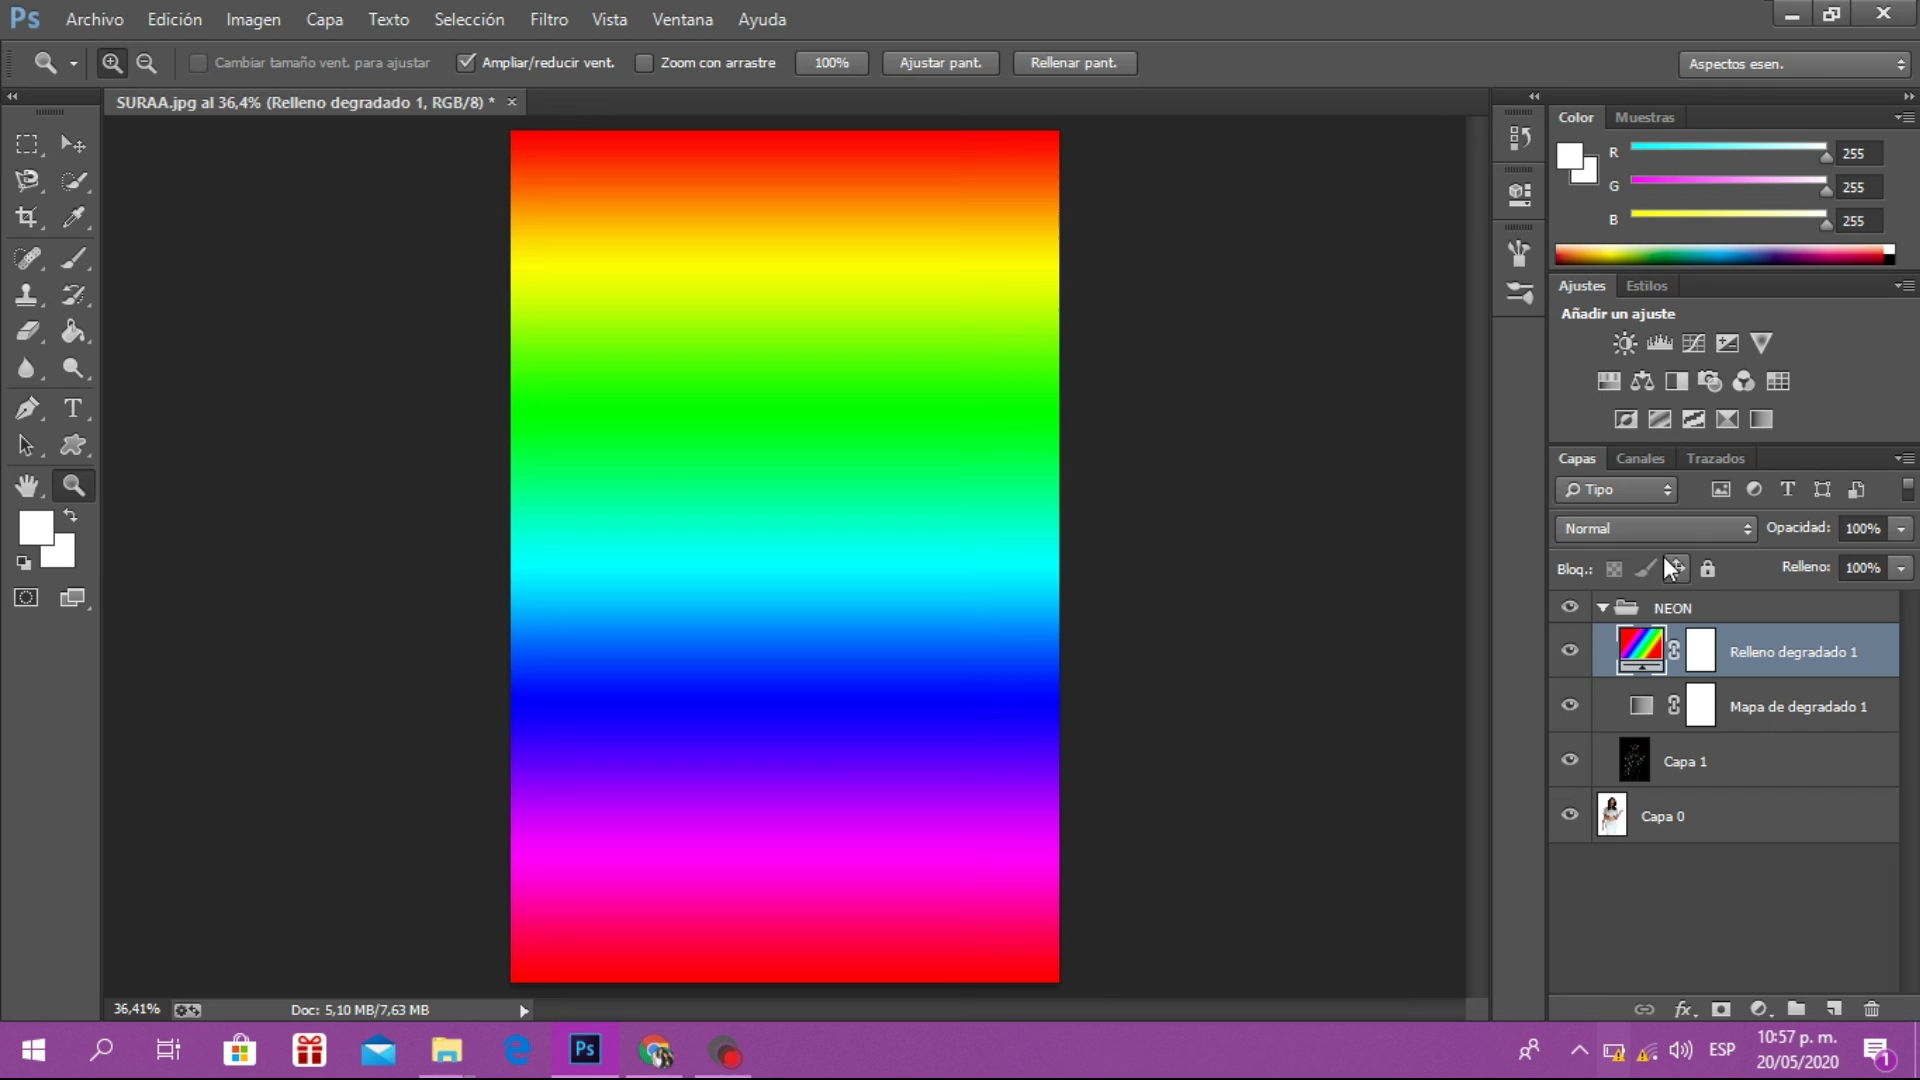 Ps Archivo Edición Imagen Capa Texto Selección Filtro Vista Ventana Ayuda
Cambiar tamaño vent. para ajustar Ampliar/reducir vent. Zoom con arrastre 100% Ajustar pant. Rellenar pant. Aspectos esen.
SURAA.jpg al 36,4% (Relleno degradado 1, RGB/8) * ×
Color Muestras
R 255
G 255
B 255
Ajustes Estilos
Añadir un ajuste
Capas Canales Trazados
Tipo
Normal Opacidad: 100%
Bloq.: Relleno: 100%
NEON
Relleno degradado 1
Mapa de degradado 1
Capa 1
Capa 0
36,41% Doc: 5,10 MB/7,63 MB
fx
Ps ESP 10:57 p. m.
20/05/2020
1